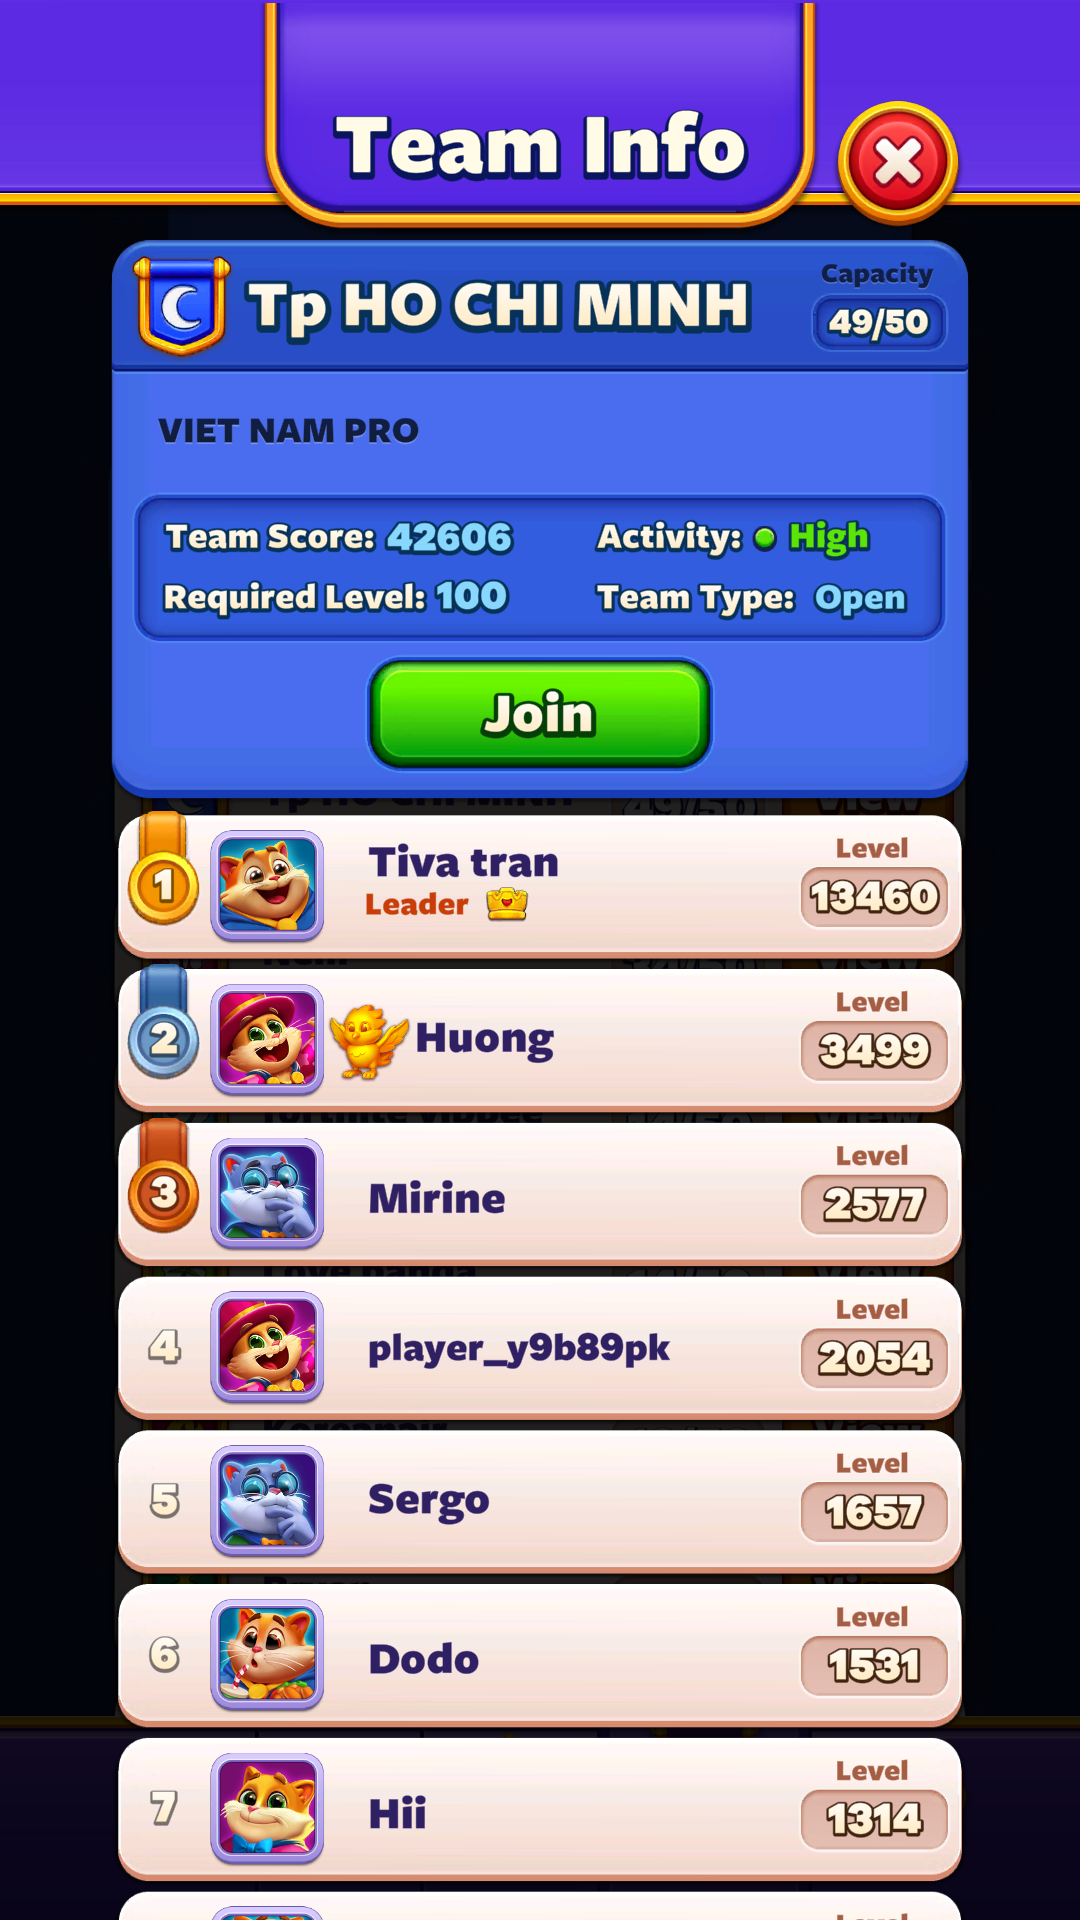 Team Info
Tp HO CHI MINH
Capacity
49/50
VIET NAM PRO
Team Score: 42606
Activity: High
Required Level: 100
Team Type: Open
Join
1
Tiva tran
Leader
Level
13460
2
Huong
Level
3499
3
Mirine
Level
2577
4
player_y9b89pk
Level
2054
5
Sergo
Level
1657
6
Dodo
Level
1531
7
Hii
Level
1314